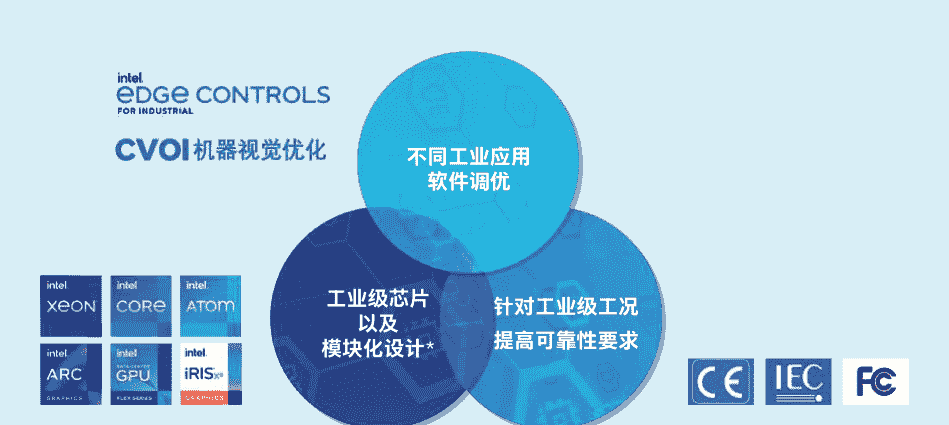 intel.
eDGe CONTROLS
FOR INDUSTRIAL
CVOI机器视觉优化
不同工业应用
软件调优
工业级芯片
以及
模块化设计*
针对工业级工况
提高可靠性要求
intel.
xeon
intel
core
intel
ATOM
intel
ARC
GRAPHICS
intel
DATA CENTER
GPU
FLEX SERIES
intel.
iRIS Xe
GRAPHICS
CE
IEC
FC